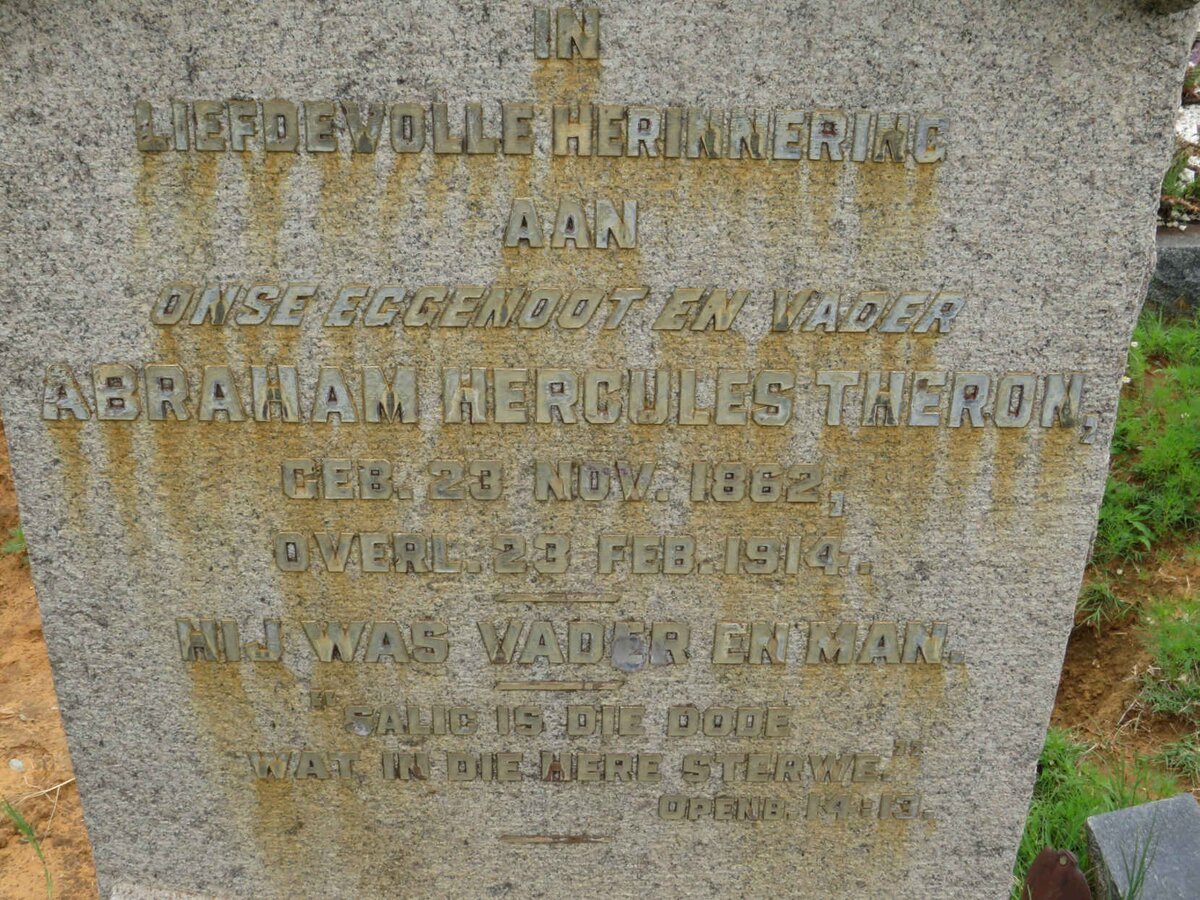 IN
LIEFDEVOLLE HERINNERING
AAN
ONSE EGGENOOT EN VADER
ABRAHAM HERCULES THERON,
GEB. 23 NOV. 1862;
OVERL. 23 FEB. 1914.
HIJ WAS VADER EN MAN.
"SALIG IS DIE DODE
WAT IN DIE HERE STERWE."
OPENB. 14:13.